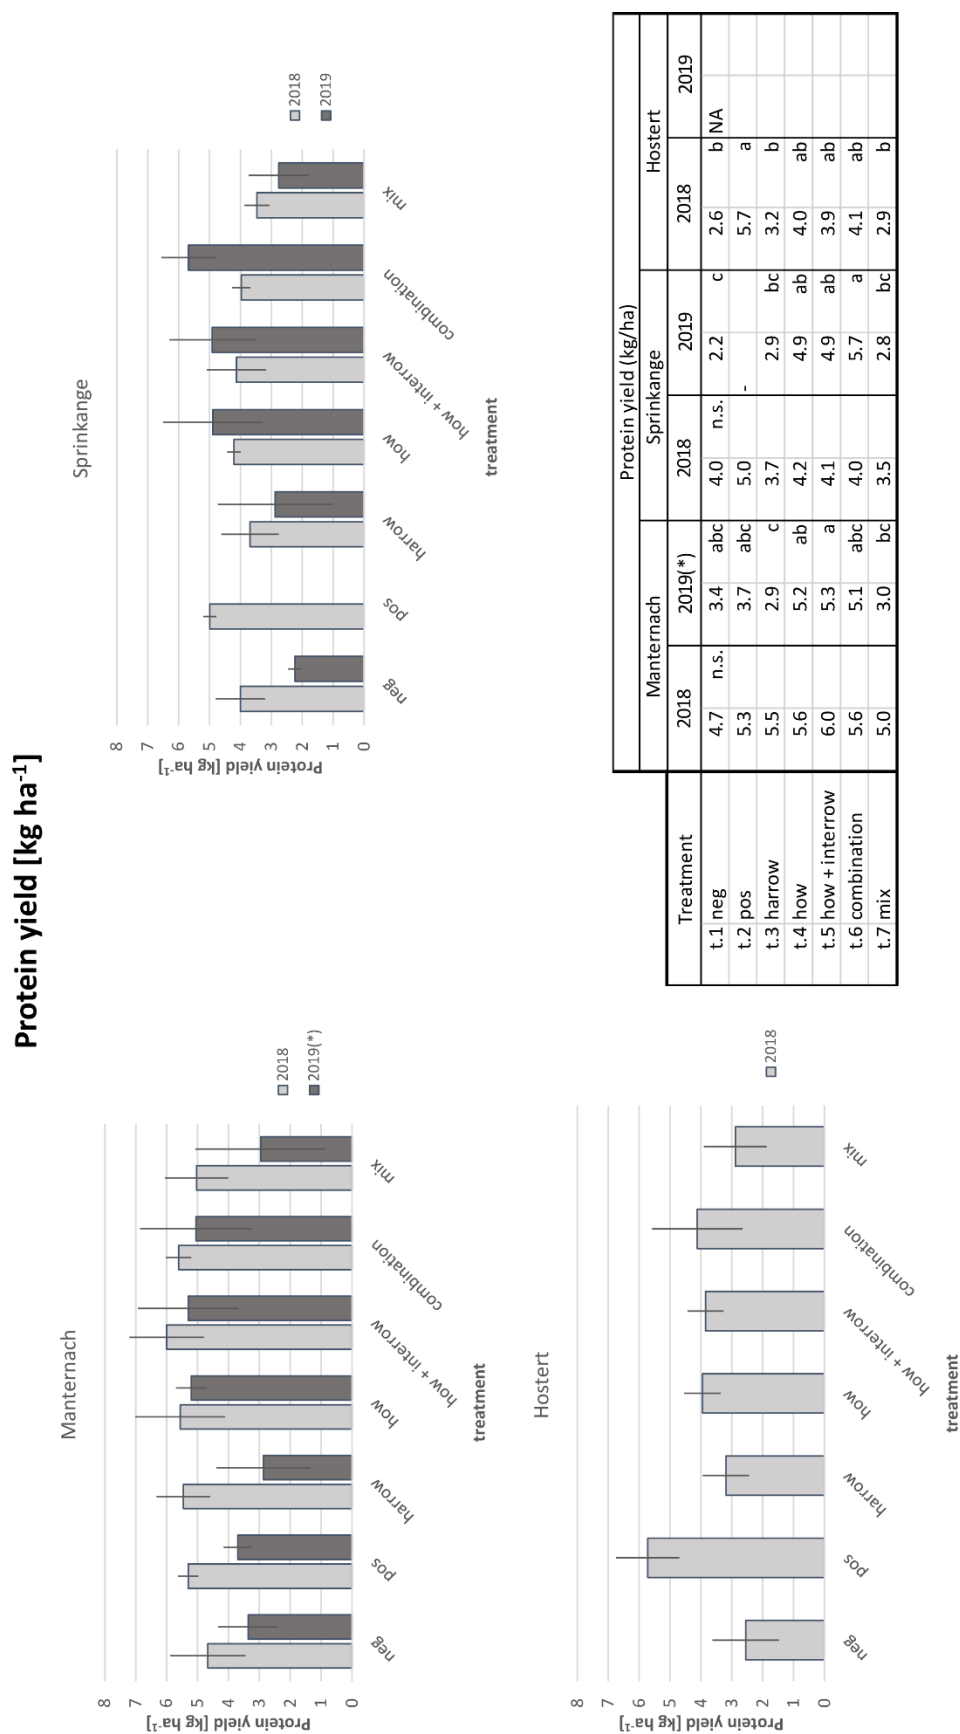 Protein yield [kg ha-1]
Manternach
Protein yield [kg ha-1]
8
7
6
5
4
3
2
1
0
neg
pos
harrow
how
how + interrow
combination
mix
treatment
2018
2019(*)
Sprinkange
Protein yield [kg ha-1]
8
7
6
5
4
3
2
1
0
neg
pos
harrow
how
how + interrow
combination
mix
treatment
2018
2019
Hostert
Protein yield [kg ha-1]
8
7
6
5
4
3
2
1
0
neg
pos
harrow
how
how + interrow
combination
mix
treatment
2018
Protein yield (kg/ha)
Manternach Sprinkange Hostert
Treatment 2018 2019(*) 2018 2019 2018 2019
t.1 neg 4.7 n.s. 3.4 abc 4.0 n.s. 2.2 c 2.6 b NA
t.2 pos 5.3 3.7 abc 5.0 - 5.7 a
t.3 harrow 5.5 2.9 c 3.7 2.9 bc 3.2 b
t.4 how 5.6 5.2 ab 4.2 4.9 ab 4.0 ab
t.5 how + interrow 6.0 5.3 a 4.1 4.9 ab 3.9 ab
t.6 combination 5.6 5.1 abc 4.0 5.7 a 4.1 ab
t.7 mix 5.0 3.0 bc 3.5 2.8 bc 2.9 b